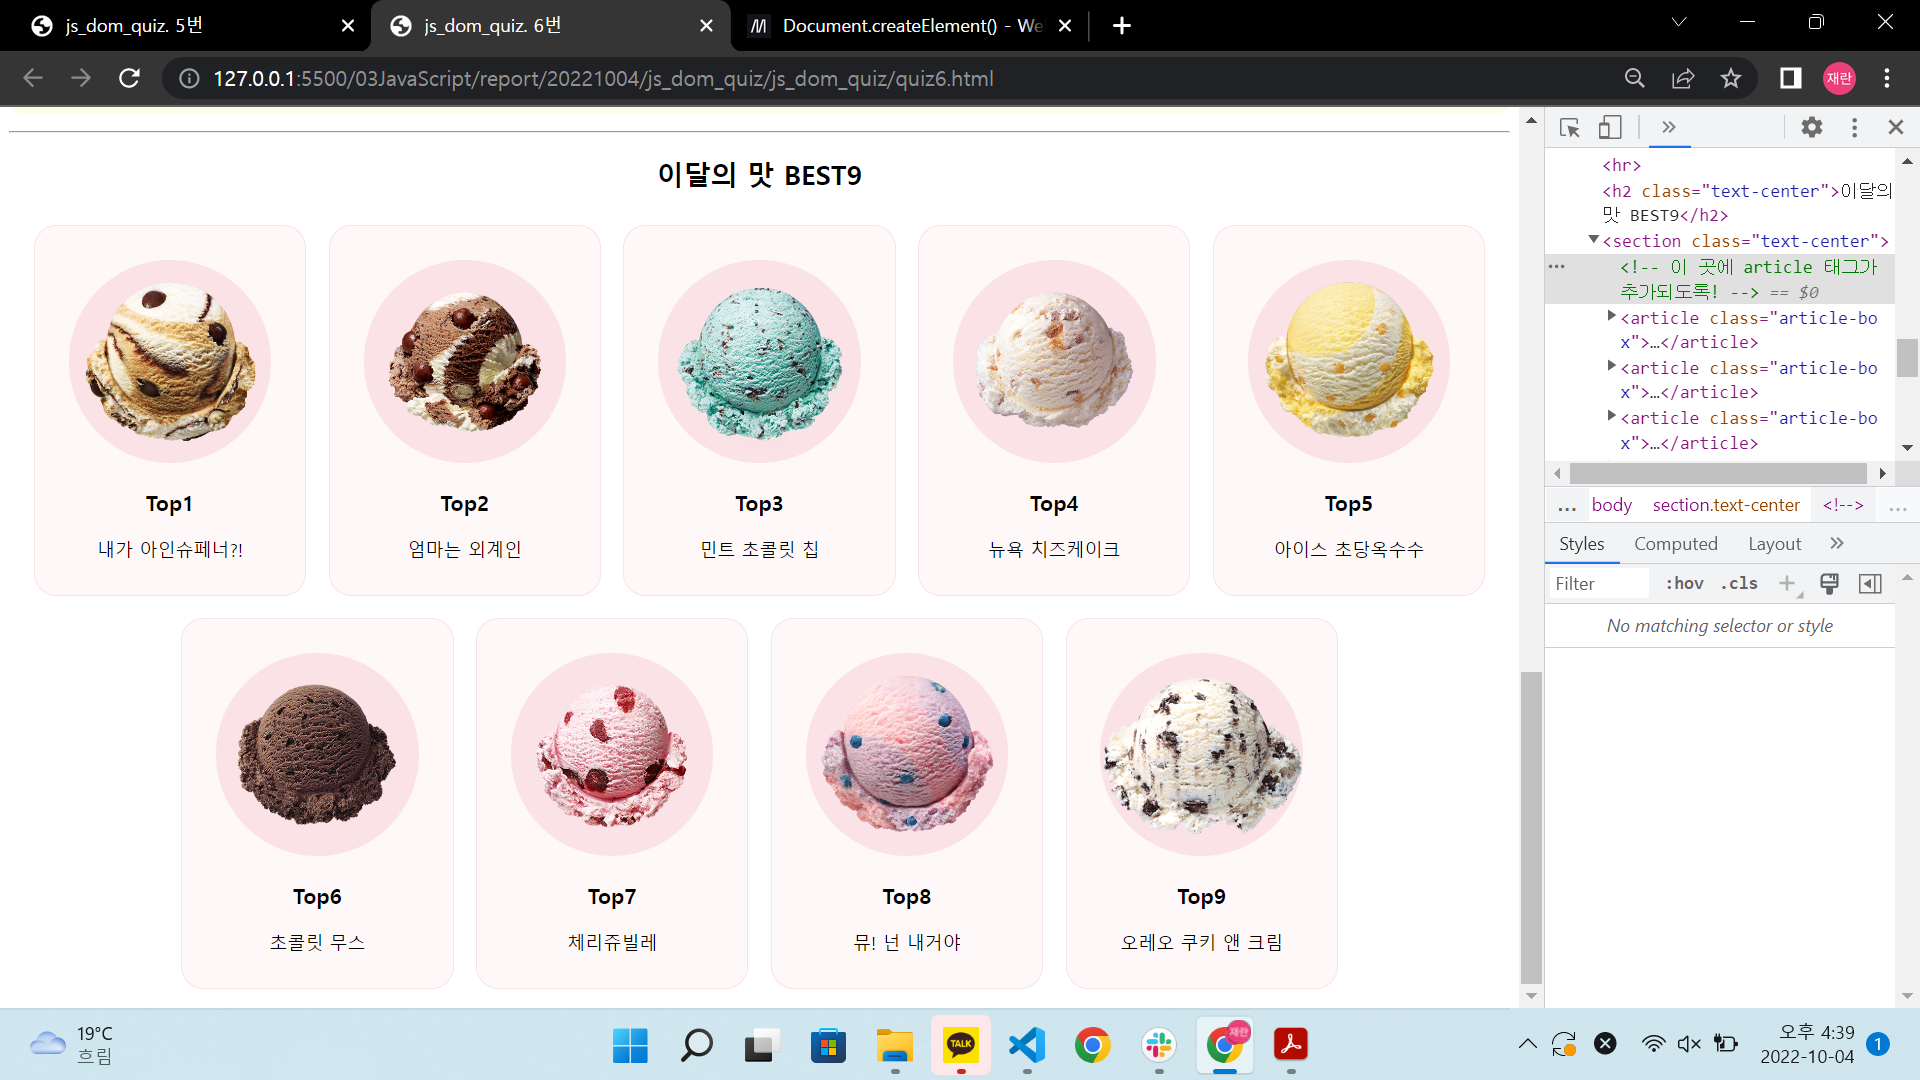 js_dom_quiz. 5번
js_dom_quiz. 6번
Document.createElement() - We
127.0.0.1:5500/03JavaScript/report/20221004/js_dom_quiz/js_dom_quiz/quiz6.html
재란
이달의 맛 BEST9
Top1
내가 아인슈페너?!
Top2
엄마는 외계인
Top3
민트 초콜릿 칩
Top4
뉴욕 치즈케이크
Top5
아이스 초당옥수수
Top6
초콜릿 무스
Top7
체리쥬빌레
Top8
뮤! 넌 내거야
Top9
오레오 쿠키 앤 크림
<hr>
<h2 class="text-center">이달의
맛 BEST9</h2>
<section class="text-center">
<!-- 이 곳에 article 태그가
추가되도록! --> == $0
<article class="article-bo
x">…</article>
<article class="article-bo
x">…</article>
<article class="article-bo
x">…</article>
… body section.text-center <!--> …
Styles Computed Layout
Filter :hov .cls
No matching selector or style
19°C
흐림
TALK
재란
오후 4:39
2022-10-04
1